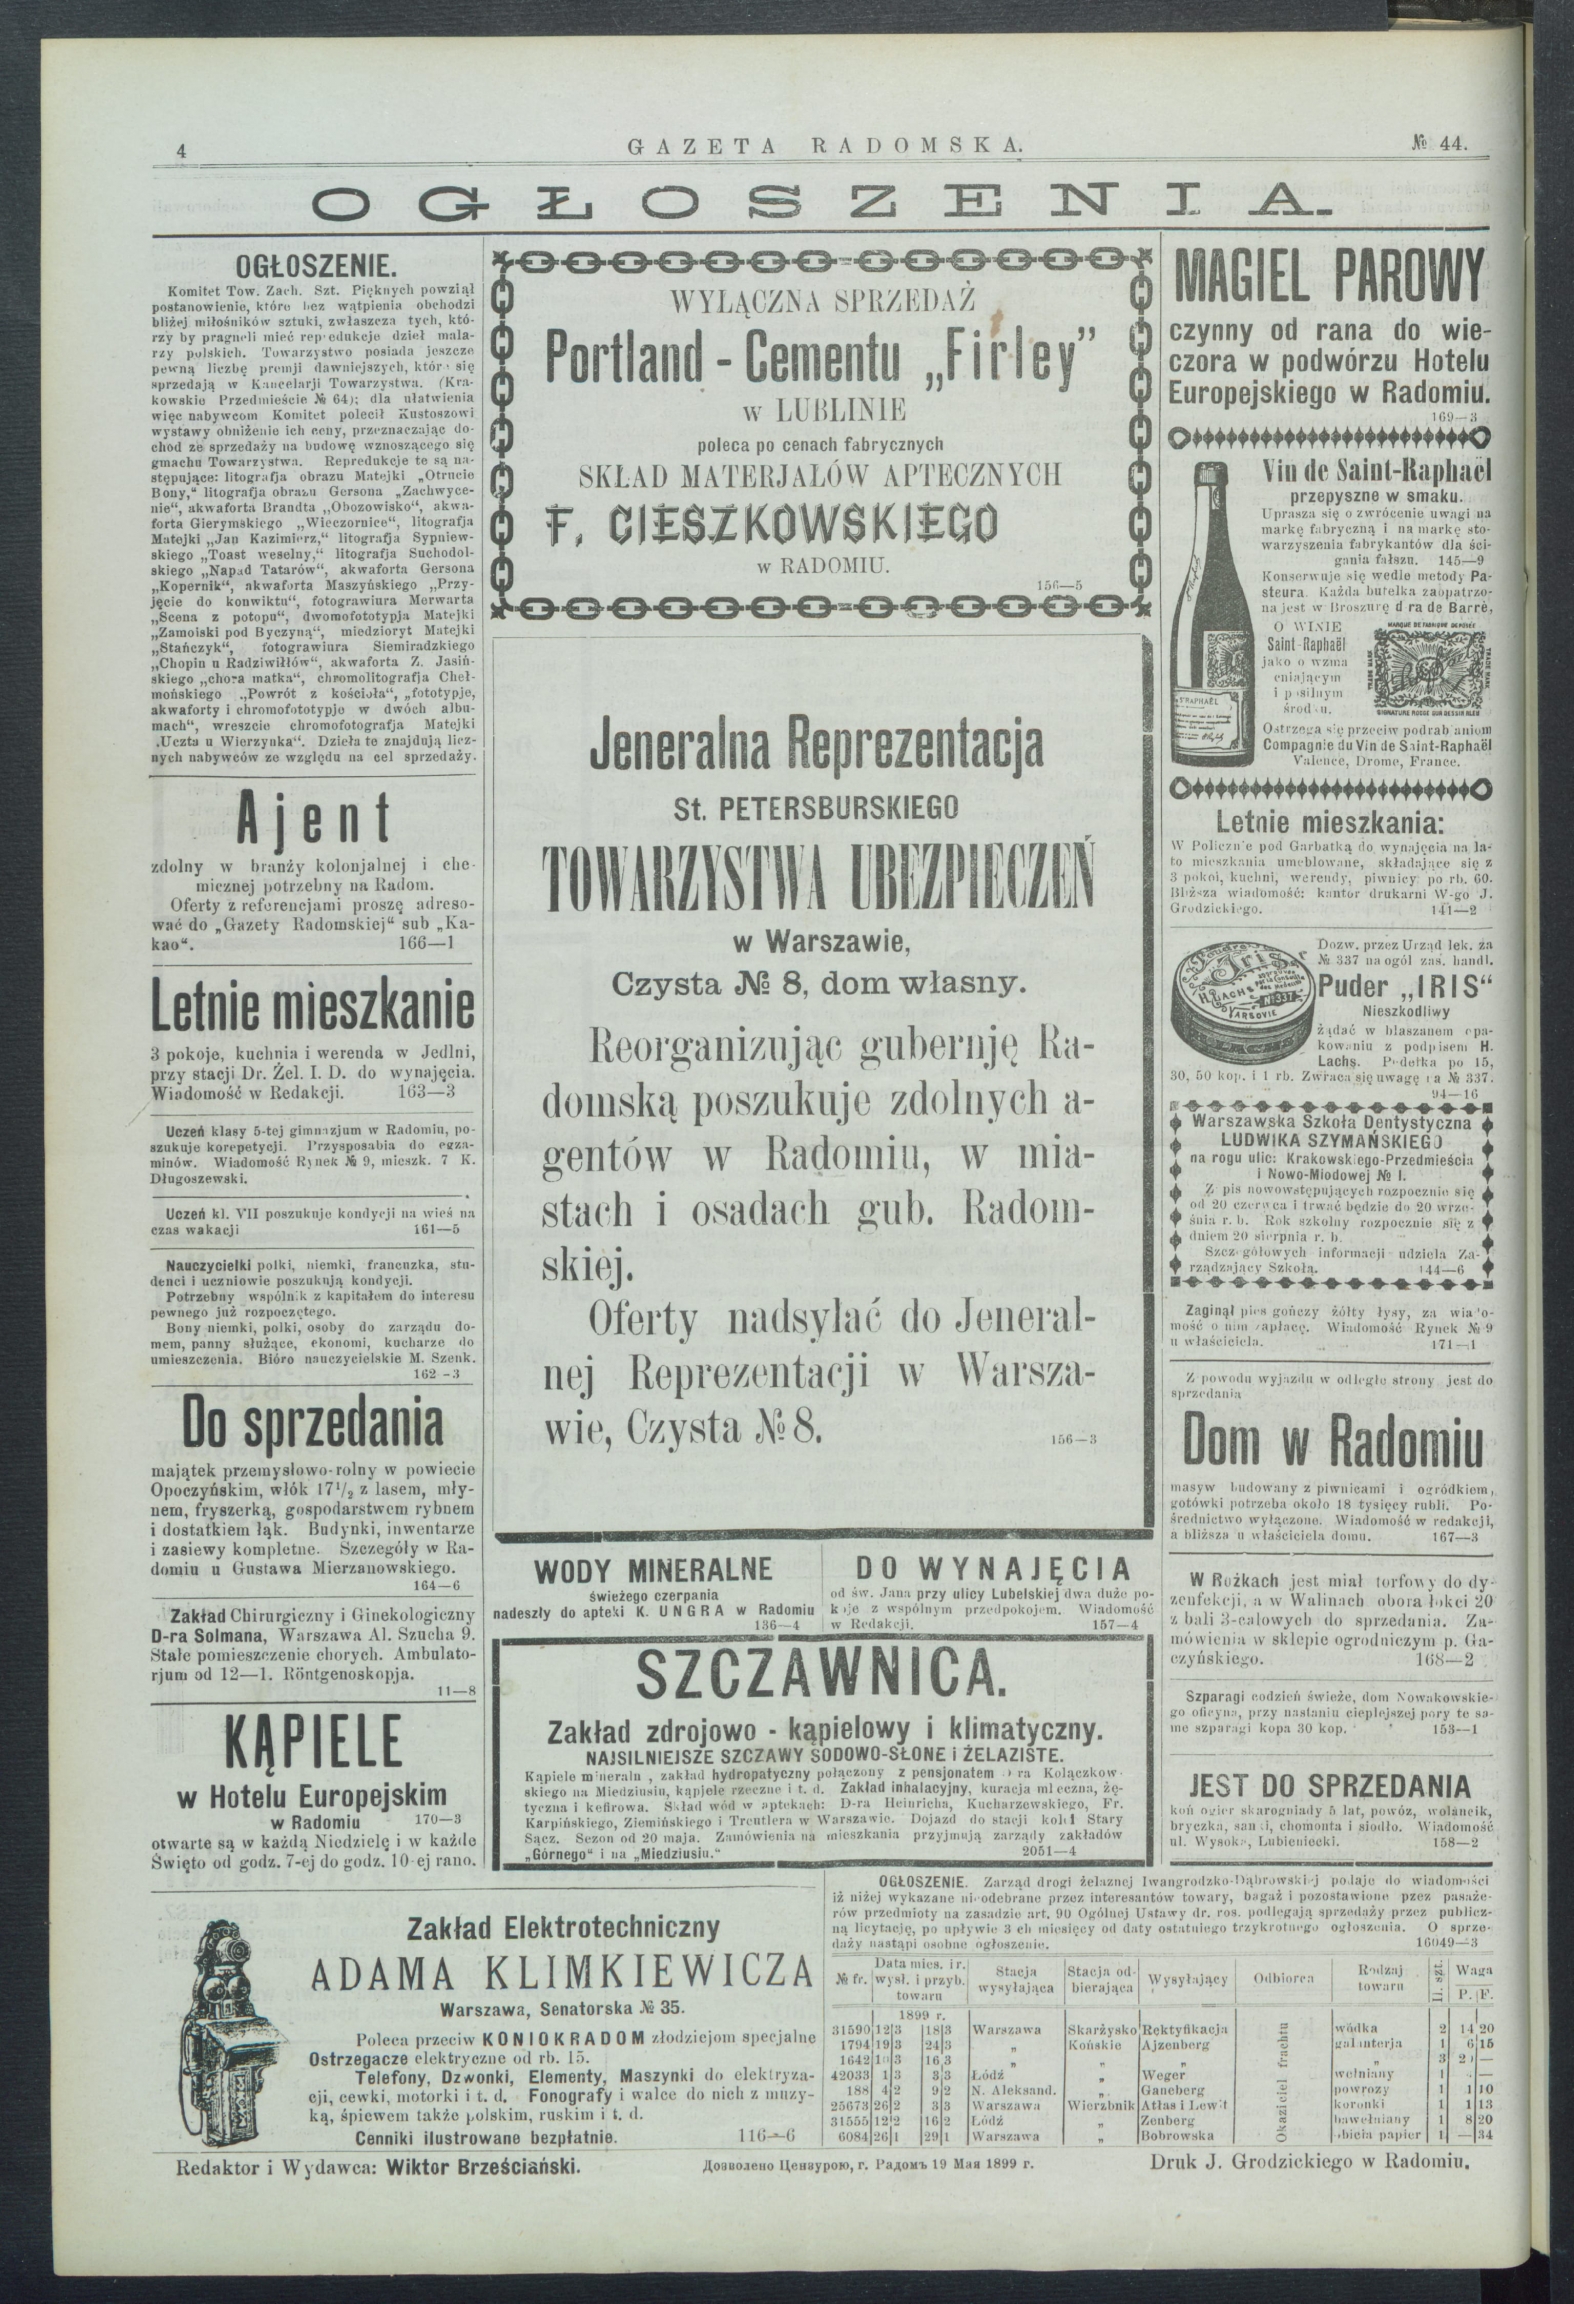 4
GAZETA RADOMSKA.
№ 44.
OGŁOSZENIA.
OGŁOSZENIE.
Komitet Tow. Zach. Szt. Pięknych powziął
postanowienie, które bez wątpienia obchodzi
bliżej miłośników sztuki, zwłaszcza tych, któ-
rzy by pragneli mieć reprodukcje dzieł mala-
rzy polskich. Towarzystwo posiada jeszcze
pewną liczbę premji dawniejszych, które się
sprzedają w Kancelarji Towarzystwa. (Kra-
kowskie Przedmieście № 64); dla ułatwienia
więc nabywcom Komitet polecił Kustoszowi
wystawy obniżenie ich ceny, przeznaczając do-
chod ze sprzedaży na budowę wznoszącego się
gmachu Towarzystwa. Repredukcje te są na-
stępujące: litografja obrazu Matejki „Otrucie
Bony,“ litografja obrazu Gersona „Zachwyce-
nie“, akwaforta Brandta „Obozowisko“, akwa-
forta Gierymskiego „Wieczornice“, litografja
Matejki „Jan Kazimierz,“ litografja Sypniew-
skiego „Toast weselny,“ litografja Suchodol-
skiego „Napad Tatarów“, akwaforta Gersona
„Kopernik“, akwaforta Maszyńskiego „Przy-
jęcie do konwiktu“, fotograwiura Merwarta
„Scena z potopu“, dwomofototypja Matejki
„Zamoiski pod Byczyną“, miedzioryt Matejki
„Stańczyk“, fotograwiura Siemiradzkiego
„Chopin u Radziwiłłów“, akwaforta Z. Jasiń-
skiego „chora matka“, chromolitografja Cheł-
mońskiego „Powrót z kościoła“, „fototypje,
akwaforty i chromofototypje w dwóch albu-
mach“, wreszcie chromofotografja Matejki
„Uczta u Wierzynka“. Dzieła te znajdują licz-
nych nabywców ze względu na cel sprzedaży.
Ajent
zdolny w branży kolonjalnej i che-
micznej potrzebny na Radom.
Oferty z referencjami proszę adreso-
wać do „Gazety Radomskiej“ sub „Ka-
kao“. 166—1
Letnie mieszkanie
3 pokoje, kuchnia i werenda w Jedlni,
przy stacji Dr. Żel. I. D. do wynajęcia.
Wiadomość w Redakcji. 163—3
Uczeń klasy 5-tej gimnazjum w Radomiu, po-
szukuje korepetycji. Przysposabia do egza-
minów. Wiadomość Rynek № 9, mieszk. 7 K.
Długoszewski.
Uczeń kl. VII poszukuje kondycji na wieś na
czas wakacji 161—5
Nauczycielki polki, niemki, francuzka, stu-
denci i uczniowie poszukują kondycji.
Potrzebny wspólnik z kapitałem do interesu
pewnego już rozpoczętego.
Bony niemki, polki, osoby do zarządu do-
mem, panny służące, ekonomi, kucharze do
umieszczenia. Bióro nauczycielskie M. Szenk.
162—3
Do sprzedania
majątek przemysłowo-rolny w powiecie
Opoczyńskim, włók 17½ z lasem, mły-
nem, fryszerką, gospodarstwem rybnem
i dostatkiem łąk. Budynki, inwentarze
i zasiewy kompletne. Szczegóły w Ra-
domiu u Gustawa Mierzanowskiego.
164—6
Zakład Chirurgiczny i Ginekologiczny
D-ra Solmana, Warszawa Al. Szucha 9.
Stałe pomieszczenie chorych. Ambulato-
rjum od 12—1. Röntgenoskopja.
11—8
KĄPIELE
w Hotelu Europejskim
w Radomiu 170—3
otwarte są w każdą Niedzielę i w każde
Święto od godz. 7-ej do godz. 10-ej rano.
WYŁĄCZNA SPRZEDAŻ
Portland - Cementu „Firley”
w LUBLINIE
poleca po cenach fabrycznych
SKŁAD MATERJAŁÓW APTECZNYCH
F. CIESZKOWSKIEGO
w RADOMIU.
156—5
Jeneralna Reprezentacja
St. PETERSBURSKIEGO
TOWARZYSTWA UBEZPIECZEŃ
w Warszawie,
Czysta № 8, dom własny.
Reorganizując gubernję Ra-
domską poszukuje zdolnych a-
gentów w Radomiu, w mia-
stach i osadach gub. Radom-
skiej.
Oferty nadsyłać do Jeneral-
nej Reprezentacji w Warsza-
wie, Czysta № 8.
156—3
WODY MINERALNE
świeżego czerpania
nadeszły do apteki K. UNGRA w Radomiu
136—4
DO WYNAJĘCIA
od św. Jana przy ulicy Lubelskiej dwa duże po-
koje z wspólnym przedpokojem. Wiadomość
w Redakcji. 157—4
SZCZAWNICA.
Zakład zdrojowo - kąpielowy i klimatyczny.
NAJSILNIEJSZE SZCZAWY SODOWO-SŁONE i ŻELAZISTE.
Kąpiele mineraln , zakład hydropatyczny połączony z pensjonatem D ra Kołączkow-
skiego na Miedziusiu, kąpiele rzeczne i t. d. Zakład inhalacyjny, kuracja mleczna, żę-
tyczna i kefirowa. Skład wód w aptekach: D-ra Heinricha, Kucharzewskiego, Fr.
Karpińskiego, Ziemińskiego i Treutlera w Warszawie. Dojazd do stacji kolei Stary
Sącz. Sezon od 20 maja. Zamówienia na mieszkania przyjmują zarządy zakładów
„Górnego“ i na „Miedziusiu.“ 2051—4
MAGIEL PAROWY
czynny od rana do wie-
czora w podwórzu Hotelu
Europejskiego w Radomiu.
169—3
Vin de Saint-Raphaël
przepyszne w smaku.
Uprasza się o zwrócenie uwagi na
markę fabryczną i na markę sto-
warzyszenia fabrykantów dla ści-
gania fałszu. 145—9
Konserwuje się wedle metody Pa-
steura. Każda butelka zaopatrzo-
na jest w Broszurę d ra de Barré,
O WINIE
Saint-Raphaël
jako o wzma
cniającym
i posilnym
środku.
MARQUE DE FABRIQUE DEPOSÉE
TRADE MARK
SIGNATURE ROUGE SUR DESSIN BLEU
ST RAPHAËL
Ostrzega się przeciw podrabianiom
Compagnie du Vin de Saint-Raphaël
Valence, Drome, France.
Letnie mieszkania:
W Policznie pod Garbatką do wynajęcia na la-
to mieszkania umeblowane, składające się z
3 pokoi, kuchni, werendy, piwnicy po rb. 60.
Bliższa wiadomość: kantor drukarni W-go J.
Grodzickiego. 141—2
Poudre Iris
H. LACHS
№ 337
VARSOVIE
Dozw. przez Urząd lek. za
№ 337 na ogól zas. handl.
Puder „IRIS“
Nieszkodliwy
żądać w blaszanem opa-
kowaniu z podpisem H.
Lachs. Pudełka po 15,
30, 50 kop. i 1 rb. Zwraca się uwagę na № 337.
94—16
Warszawska Szkoła Dentystyczna
LUDWIKA SZYMAŃSKIEGO
na rogu ulic: Krakowskiego-Przedmieścia
i Nowo-Miodowej № 1.
Z pis nowowstępujących rozpocznie się
od 20 czerwca i trwać będzie do 20 wrze-
śnia r. b. Rok szkolny rozpocznie się z
dniem 20 sierpnia r. b.
Szczegółowych informacji udziela Za-
rządzający Szkołą. 144—6
Zaginął pies gończy żółty łysy, za wiado-
mość o nim zapłacę. Wiadomość Rynek № 9
u właściciela. 171—1
Z powodu wyjazdu w odległe strony jest do
sprzedania
Dom w Radomiu
masyw budowany z piwnicami i ogródkiem,
gotówki potrzeba około 18 tysięcy rubli. Po-
średnictwo wyłączone. Wiadomość w redakcji,
a bliższa u właściciela domu. 167—3
W Rożkach jest miał torfowy do dy-
zenfekcji, a w Walinach obora łokci 20
z bali 3-calowych do sprzedania. Za-
mówienia w sklepie ogrodniczym p. Ga-
czyńskiego. 168—2
Szparagi codzień świeże, dom Nowakowskie-
go oficyna, przy nastaniu cieplejszej pory te sa-
me szparagi kopa 30 kop. 153—1
JEST DO SPRZEDANIA
koń ogier skarogniady 5 lat, powóz, wolancik,
bryczka, sanki, chomonta i siodło. Wiadomość
ul. Wysoka, Lubieniecki. 158—2
Zakład Elektrotechniczny
ADAMA KLIMKIEWICZA
Warszawa, Senatorska № 35.
Poleca przeciw KONIOKRADOM złodziejom specjalne
Ostrzegacze elektryczne od rb. 15.
Telefony, Dzwonki, Elementy, Maszynki do elektryza-
cji, cewki, motorki i t. d. Fonografy i walce do nich z muzy-
ką, śpiewem także polskim, ruskim i t. d.
Cenniki ilustrowane bezpłatnie. 116—6
OGŁOSZENIE. Zarząd drogi żelaznej Iwangrodzko-Dąbrowskiej podaje do wiadomości
iż niżej wykazane nieodebrane przez interesantów towary, bagaż i pozostawione pzez pasaże-
rów przedmioty na zasadzie art. 90 Ogólnej Ustawy dr. ros. podlegają sprzedaży przez publicz-
ną licytację, po upływie 3 ch miesięcy od daty ostatniego trzykrotnego ogłoszenia. O sprze-
daży nastąpi osobne ogłoszenie. 16049—3
№ fr. | Data mies. i r. wysł. i przyb. towaru | Stacja wysyłająca | Stacja od- bierająca | Wysyłający | Odbiorca | Rodzaj towaru | Li. szt. | Waga P. F.
1899 r.
31590 12|3 18|3 Warszawa Skarżysko Rektyfikacja wódka 2 14 20
1794 19|3 24|3 „ Końskie Ajzenberg galanterja 1 6 15
1642 10|3 16|3 „ „ „ „ 3 —
42033 1|3 3|3 Łódź „ Weger wełniany 1 —
188 4|2 9|2 N. Aleksand. „ Ganeberg powrozy 1 1 10
25673 26|2 3|3 Warszawa Wierzbnik Atłas i Lewit koronki 1 1 13
31555 12|2 16|2 Łódź „ Zenberg bawełniany 1 8 20
6084 26|1 29|1 Warszawa „ Bobrowska obicia papier 1 — 34
Okaziciel frachtu
Redaktor i Wydawca: Wiktor Brześciański.
Дозволено Цензурою, г. Радомъ 19 Мая 1899 г.
Druk J. Grodzickiego w Radomiu.